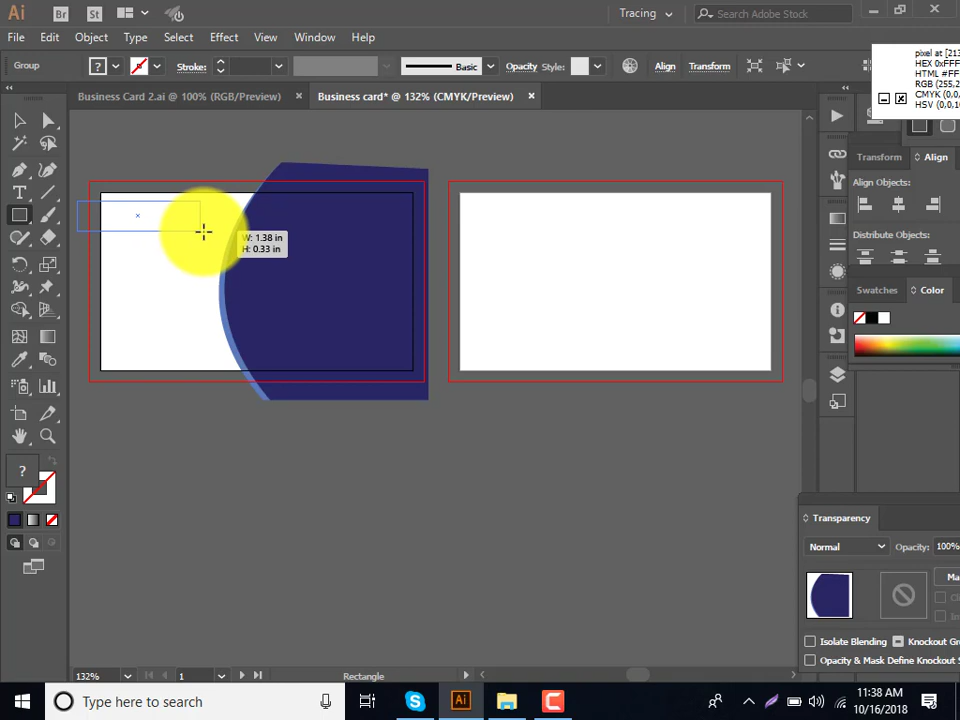 Ai Br St Tracing Search Adobe Stock
File Edit Object Type Select Effect View Window Help
Group ? Stroke: Basic Opacity Style: Align Transform
pixel at [213
HEX 0xFFF
HTML #FF
RGB (255,2
CMYK (0,0,
HSV (0,0,1
Business Card 2.ai @ 100% (RGB/Preview) × Business card* @ 132% (CMYK/Preview) ×
Transform Align
Align Objects:
W: 1.38 in
H: 0.33 in
Distribute Objects:
Swatches Color
?
Transparency
Normal Opacity: 100%
Ma
Isolate Blending Knockout Gr
Opacity & Mask Define Knockout S
132% 1 Rectangle
Type here to search
Ai
11:38 AM
10/16/2018